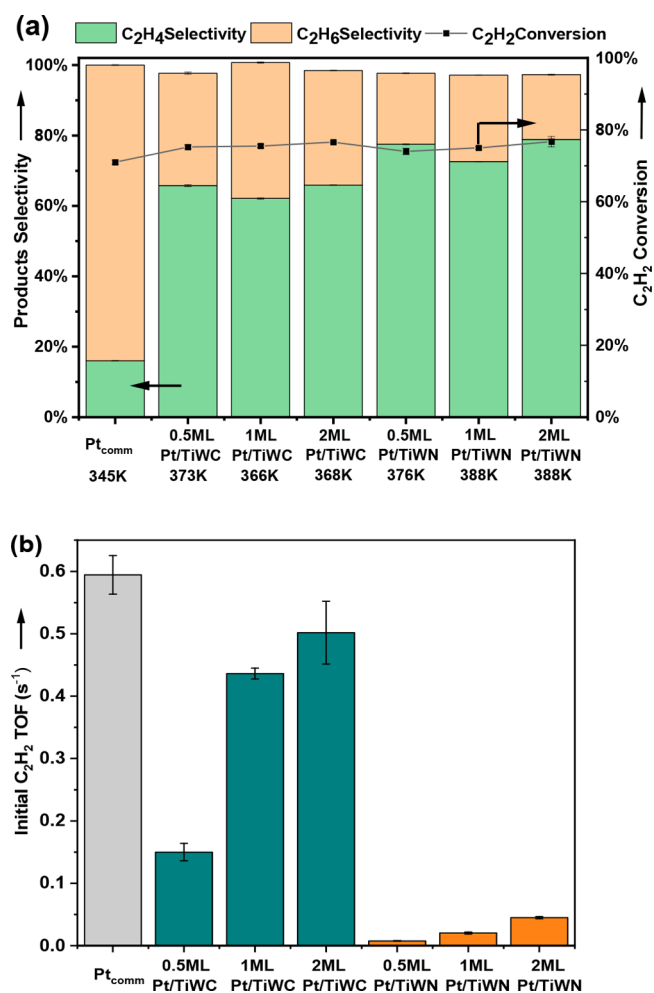 (a)
C₂H₄Selectivity C₂H₆Selectivity C₂H₂Conversion
Products Selectivity
100%
80%
60%
40%
20%
0%
100%
80%
60%
40%
20%
0%
C₂H₂ Conversion
Pt_comm 0.5ML 1ML 2ML 0.5ML 1ML 2ML
Pt/TiWC Pt/TiWC Pt/TiWC Pt/TiWN Pt/TiWN Pt/TiWN
345K 373K 366K 368K 376K 388K 388K
(b)
Initial C₂H₂ TOF (s⁻¹)
0.6
0.5
0.4
0.3
0.2
0.1
0.0
Pt_comm 0.5ML 1ML 2ML 0.5ML 1ML 2ML
Pt/TiWC Pt/TiWC Pt/TiWC Pt/TiWN Pt/TiWN Pt/TiWN